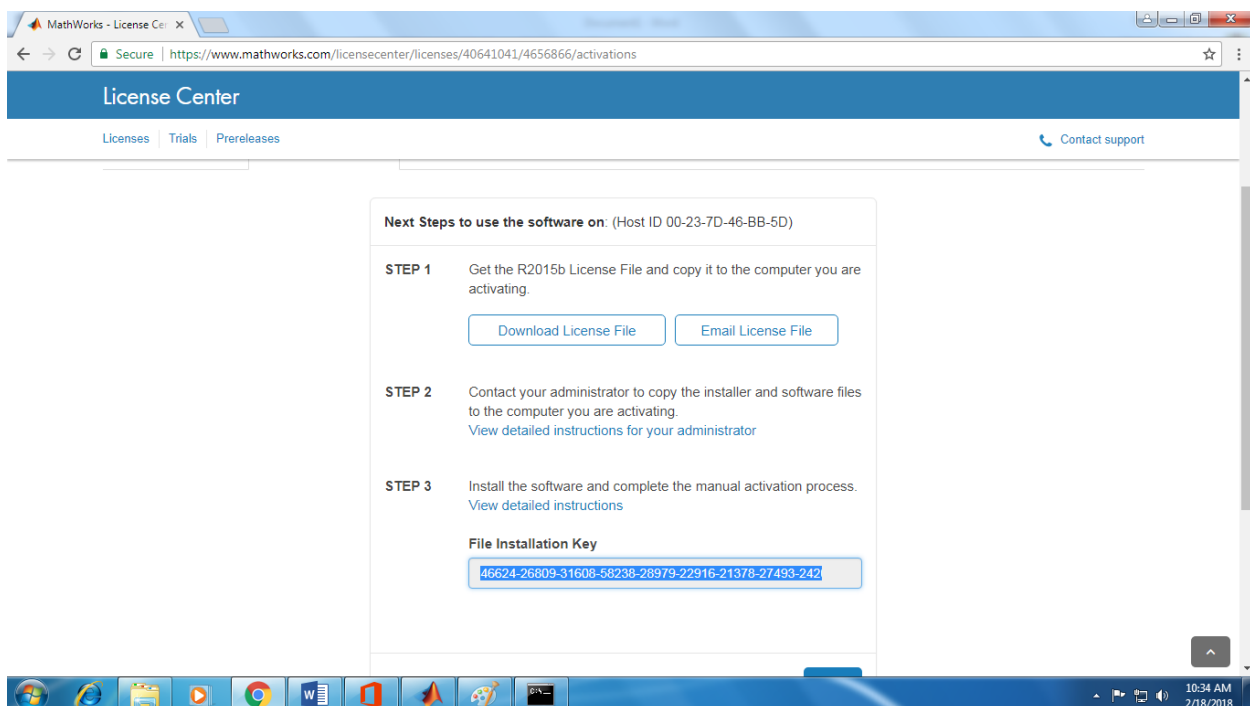 MathWorks - License Cer
Secure | https://www.mathworks.com/licensecenter/licenses/40641041/4656866/activations
License Center
Licenses | Trials | Prereleases
Contact support
Next Steps to use the software on: (Host ID 00-23-7D-46-BB-5D)
STEP 1
Get the R2015b License File and copy it to the computer you are
activating.
Download License File
Email License File
STEP 2
Contact your administrator to copy the installer and software files
to the computer you are activating.
View detailed instructions for your administrator
STEP 3
Install the software and complete the manual activation process.
View detailed instructions
File Installation Key
46624-26809-31608-58238-28979-22916-21378-27493-242
10:34 AM
2/18/2018